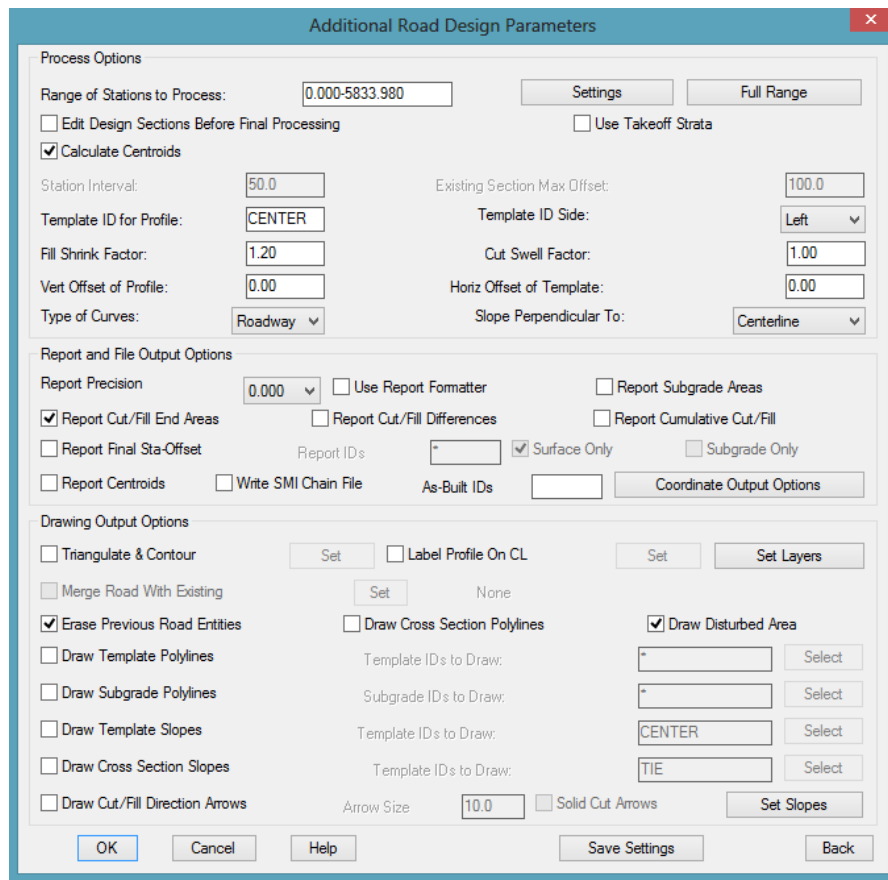 Additional Road Design Parameters
Process Options
Range of Stations to Process: 0.000-5833.980 Settings Full Range
Edit Design Sections Before Final Processing Use Takeoff Strata
Calculate Centroids
Station Interval: 50.0 Existing Section Max Offset: 100.0
Template ID for Profile: CENTER Template ID Side: Left
Fill Shrink Factor: 1.20 Cut Swell Factor: 1.00
Vert Offset of Profile: 0.00 Horiz Offset of Template: 0.00
Type of Curves: Roadway Slope Perpendicular To: Centerline
Report and File Output Options
Report Precision 0.000 Use Report Formatter Report Subgrade Areas
Report Cut/Fill End Areas Report Cut/Fill Differences Report Cumulative Cut/Fill
Report Final Sta-Offset Report IDs * Surface Only Subgrade Only
Report Centroids Write SMI Chain File As-Built IDs Coordinate Output Options
Drawing Output Options
Triangulate & Contour Set Label Profile On CL Set Set Layers
Merge Road With Existing Set None
Erase Previous Road Entities Draw Cross Section Polylines Draw Disturbed Area
Draw Template Polylines Template IDs to Draw: * Select
Draw Subgrade Polylines Subgrade IDs to Draw: * Select
Draw Template Slopes Template IDs to Draw: CENTER Select
Draw Cross Section Slopes Template IDs to Draw: TIE Select
Draw Cut/Fill Direction Arrows Arrow Size 10.0 Solid Cut Arrows Set Slopes
OK Cancel Help Save Settings Back